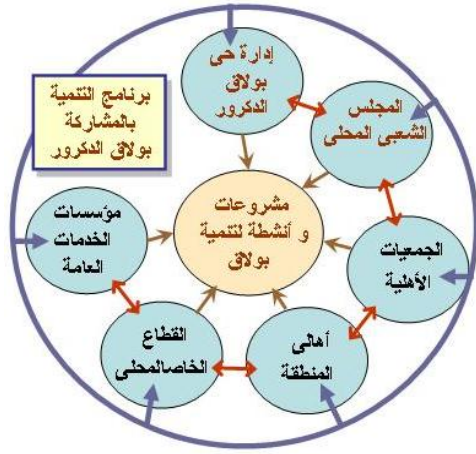 إدارة حى
بولاق
الدكرور
برنامج التنمية
بالمشاركة
بولاق الدكرور
المجلس
الشعبى المحلى
مشروعات
و أنشطة لتنمية
بولاق
مؤسسات
الخدمات
العامة
الجمعيات
الأهلية
القطاع
الخاصالمحلى
أهالى
المنطقة